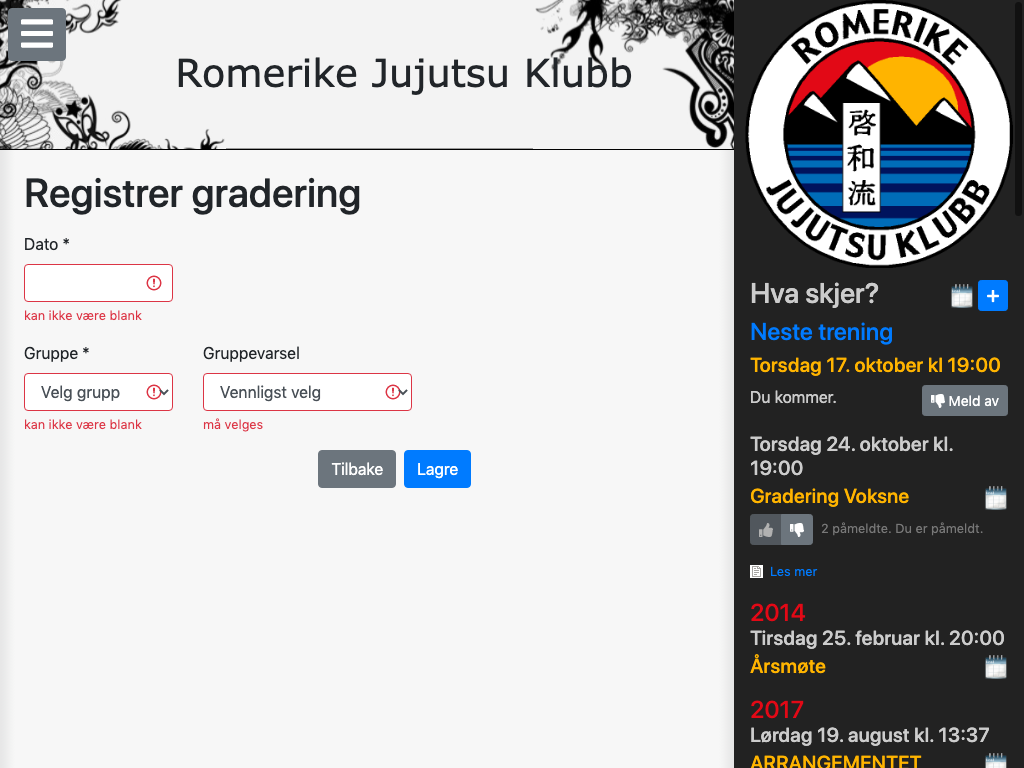 Romerike Jujutsu Klubb
Registrer gradering
Dato *
kan ikke være blank
Gruppe *
Gruppevarsel
Velg grupp
Vennligst velg
kan ikke være blank
må velges
Tilbake
Lagre
ROMERIKE
啓和流
JUJUTSU KLUBB
Hva skjer?
+
Neste trening
Torsdag 17. oktober kl 19:00
Du kommer.
Meld av
Torsdag 24. oktober kl.
19:00
Gradering Voksne
2 påmeldte. Du er påmeldt.
Les mer
2014
Tirsdag 25. februar kl. 20:00
Årsmøte
2017
Lørdag 19. august kl. 13:37
ARRANGEMENTET